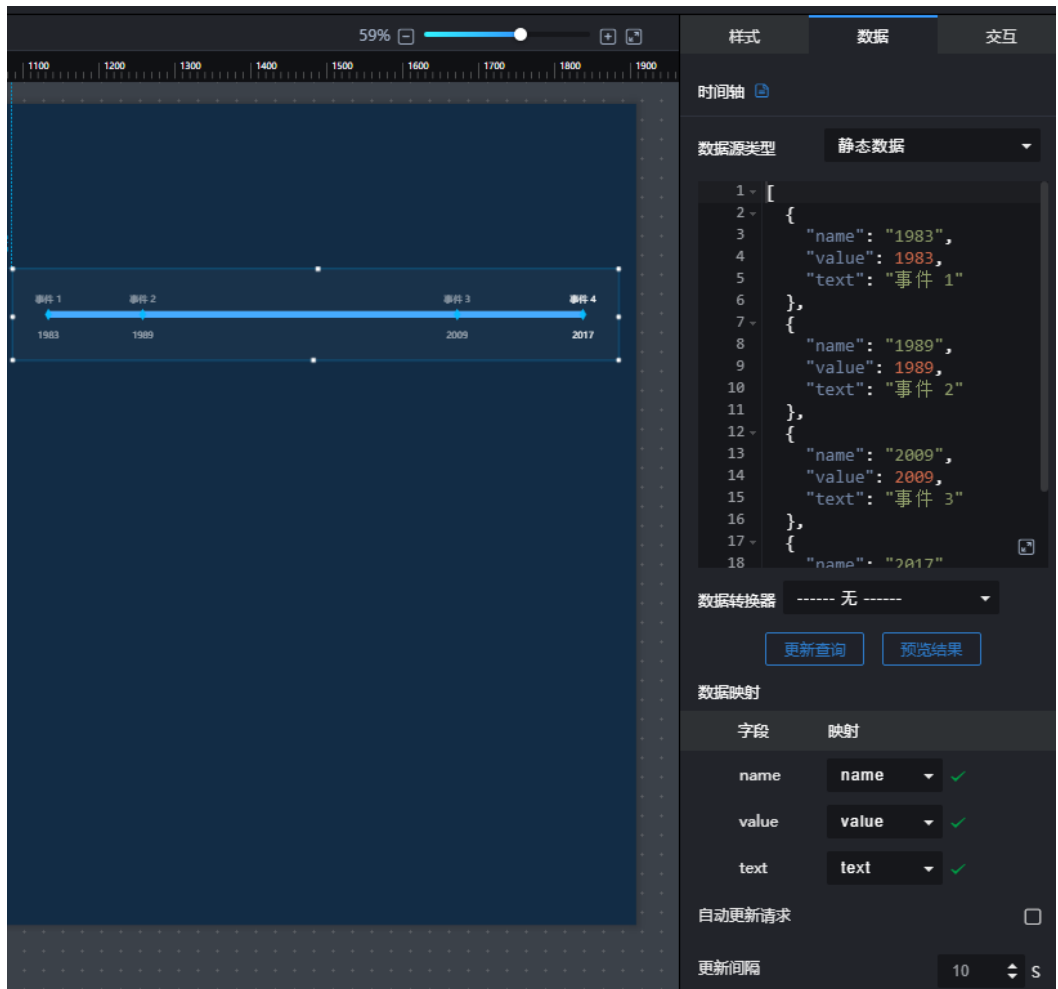 59%
样式 数据 交互
1100 1200 1300 1400 1500 1600 1700 1800 1900
时间轴
数据源类型 静态数据
1 [
2 {
3 "name": "1983",
4 "value": 1983,
5 "text": "事件 1"
6 },
7 {
8 "name": "1989",
9 "value": 1989,
10 "text": "事件 2"
11 },
12 {
13 "name": "2009",
14 "value": 2009,
15 "text": "事件 3"
16 },
17 {
18 "name": "2017"
事件 1 事件 2 事件 3 事件 4
1983 1989 2009 2017
数据转换器 ------ 无 ------
更新查询 预览结果
数据映射
字段 映射
name name
value value
text text
自动更新请求
更新间隔 10 S